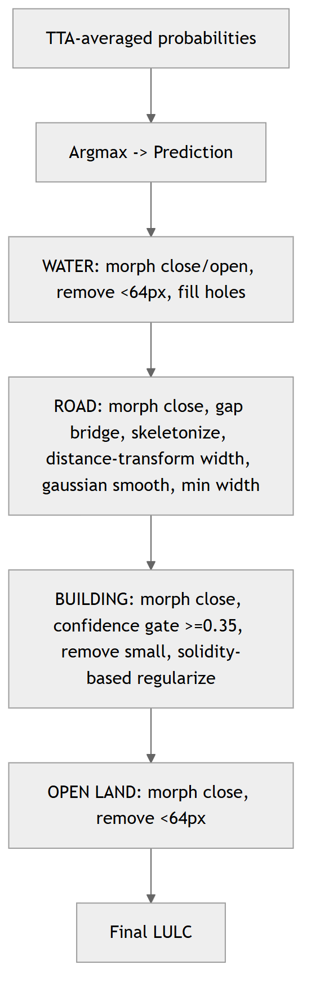 TTA-averaged probabilities
Argmax -> Prediction
WATER: morph close/open,
remove <64px, fill holes
ROAD: morph close, gap
bridge, skeletonize,
distance-transform width,
gaussian smooth, min width
BUILDING: morph close,
confidence gate >=0.35,
remove small, solidity-
based regularize
OPEN LAND: morph close,
remove <64px
Final LULC